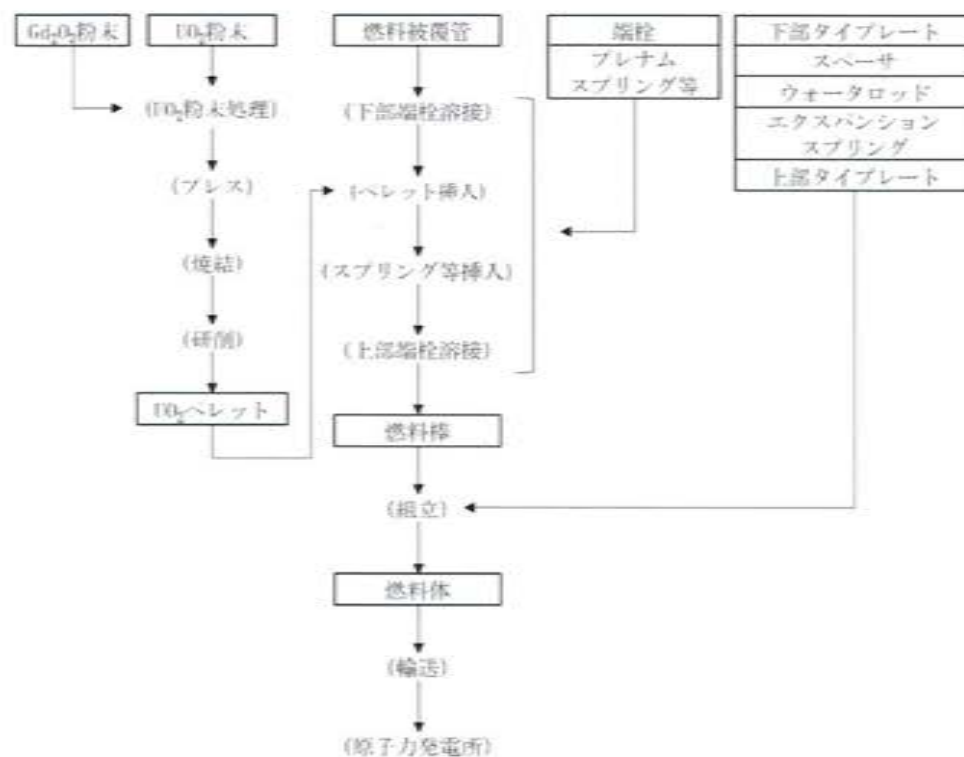 Gd₂O₃粉末
UO₂粉末
(UO₂粉末処理)
(プレス)
(焼結)
(研削)
UO₂ペレット
燃料被覆管
(下部端栓溶接)
(ペレット挿入)
(スプリング等挿入)
(上部端栓溶接)
燃料棒
(組立)
燃料体
(輸送)
(原子力発電所)
端栓
プレナム
スプリング等
下部タイプレート
スペーサ
ウォータロッド
エクスパンション
スプリング
上部タイプレート